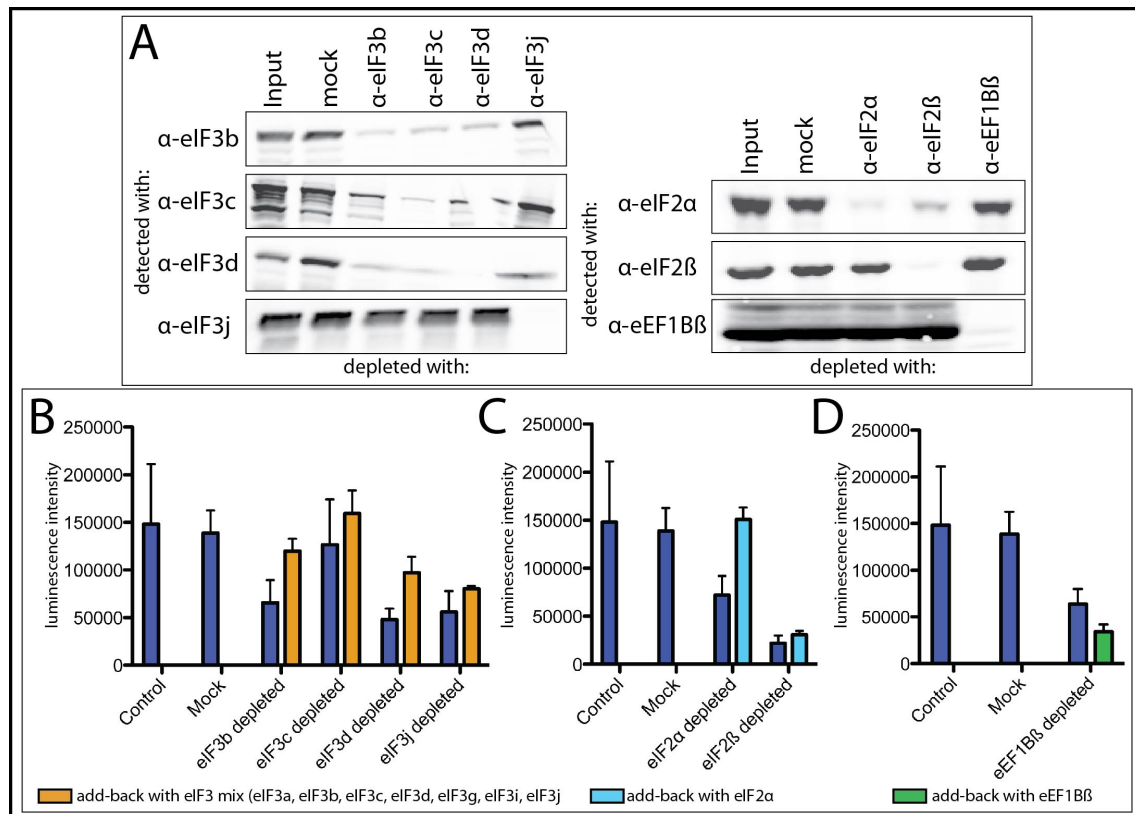 A
Input
mock
α-eIF3b
α-eIF3c
α-eIF3d
α-eIF3j
detected with:
α-eIF3b
α-eIF3c
α-eIF3d
α-eIF3j
depleted with:
Input
mock
α-eIF2α
α-eIF2ß
α-eEF1Bß
detected with:
α-eIF2α
α-eIF2ß
α-eEF1Bß
depleted with:
B
luminescence intensity
250000
200000
150000
100000
50000
0
Control
Mock
eIF3b depleted
eIF3c depleted
eIF3d depleted
eIF3j depleted
C
luminescence intensity
250000
200000
150000
100000
50000
0
Control
Mock
eIF2α depleted
eIF2ß depleted
D
luminescence intensity
250000
200000
150000
100000
50000
0
Control
Mock
eEF1Bß depleted
add-back with eIF3 mix (eIF3a, eIF3b, eIF3c, eIF3d, eIF3g, eIF3i, eIF3j
add-back with eIF2α
add-back with eEF1Bß